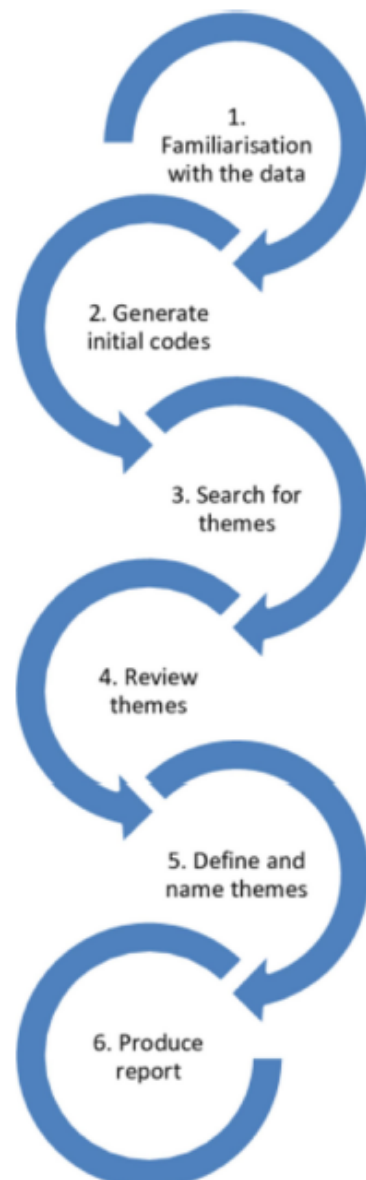 1.
Familiarisation
with the data
2. Generate
initial codes
3. Search for
themes
4. Review
themes
5. Define and
name themes
6. Produce
report